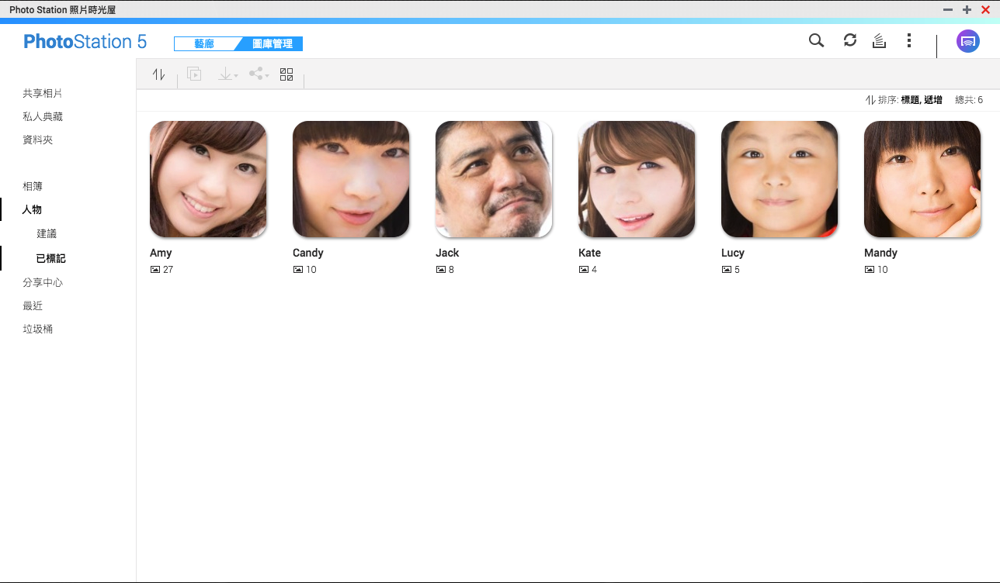 Photo Station 照片時光屋
PhotoStation 5
藝廊 圖庫管理
排序: 標題, 遞增 總共: 6
共享相片
私人典藏
資料夾
相簿
人物
建議
已標記
分享中心
最近
垃圾桶
Amy
27
Candy
10
Jack
8
Kate
4
Lucy
5
Mandy
10